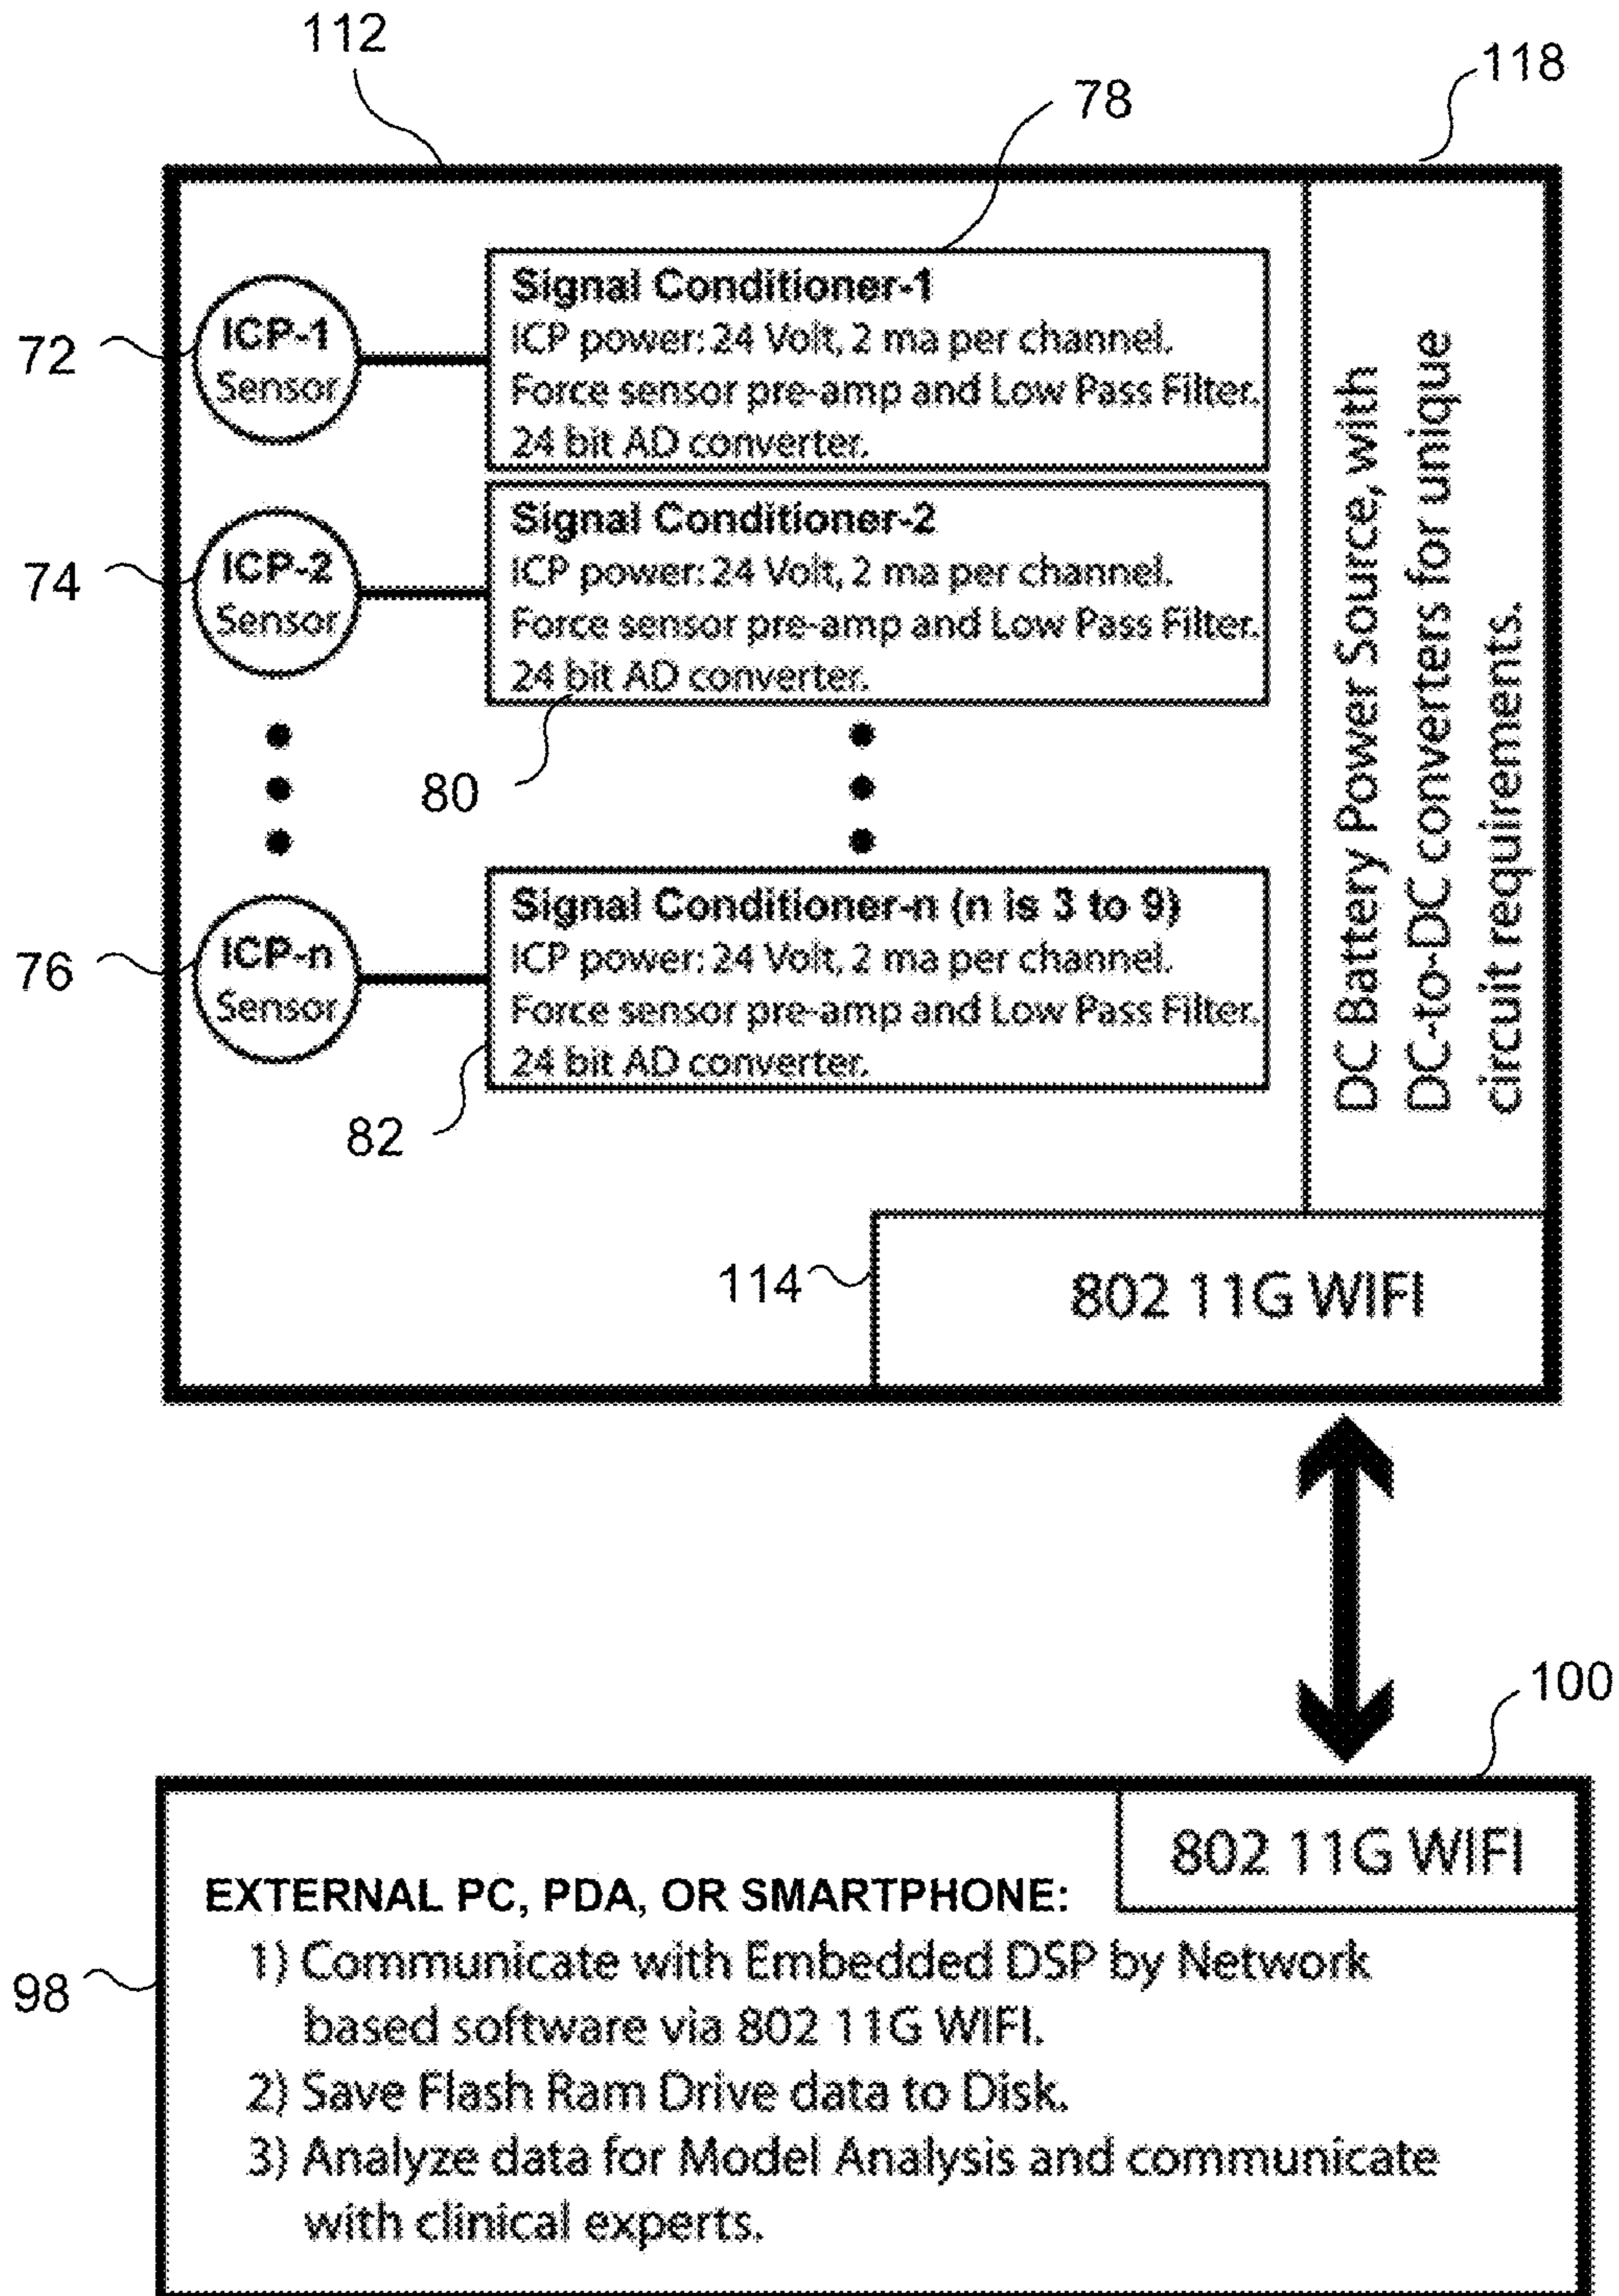 112
118
78
72
ICP-1
Sensor
Signal Conditioner-1
ICP power: 24 Volt, 2 ma per channel.
Force sensor pre-amp and Low Pass Filter.
24 bit AD converter.
74
ICP-2
Sensor
Signal Conditioner-2
ICP power: 24 Volt, 2 ma per channel.
Force sensor pre-amp and Low Pass Filter.
24 bit AD converter.
80
76
ICP-n
Sensor
Signal Conditioner-n (n is 3 to 9)
ICP power: 24 Volt, 2 ma per channel.
Force sensor pre-amp and Low Pass Filter.
24 bit AD converter.
82
DC Battery Power Source, with
DC-to-DC converters for unique
circuit requirements.
114
802 11G WIFI
100
802 11G WIFI
98
EXTERNAL PC, PDA, OR SMARTPHONE:
1) Communicate with Embedded DSP by Network
based software via 802 11G WIFI.
2) Save Flash Ram Drive data to Disk.
3) Analyze data for Model Analysis and communicate
with clinical experts.